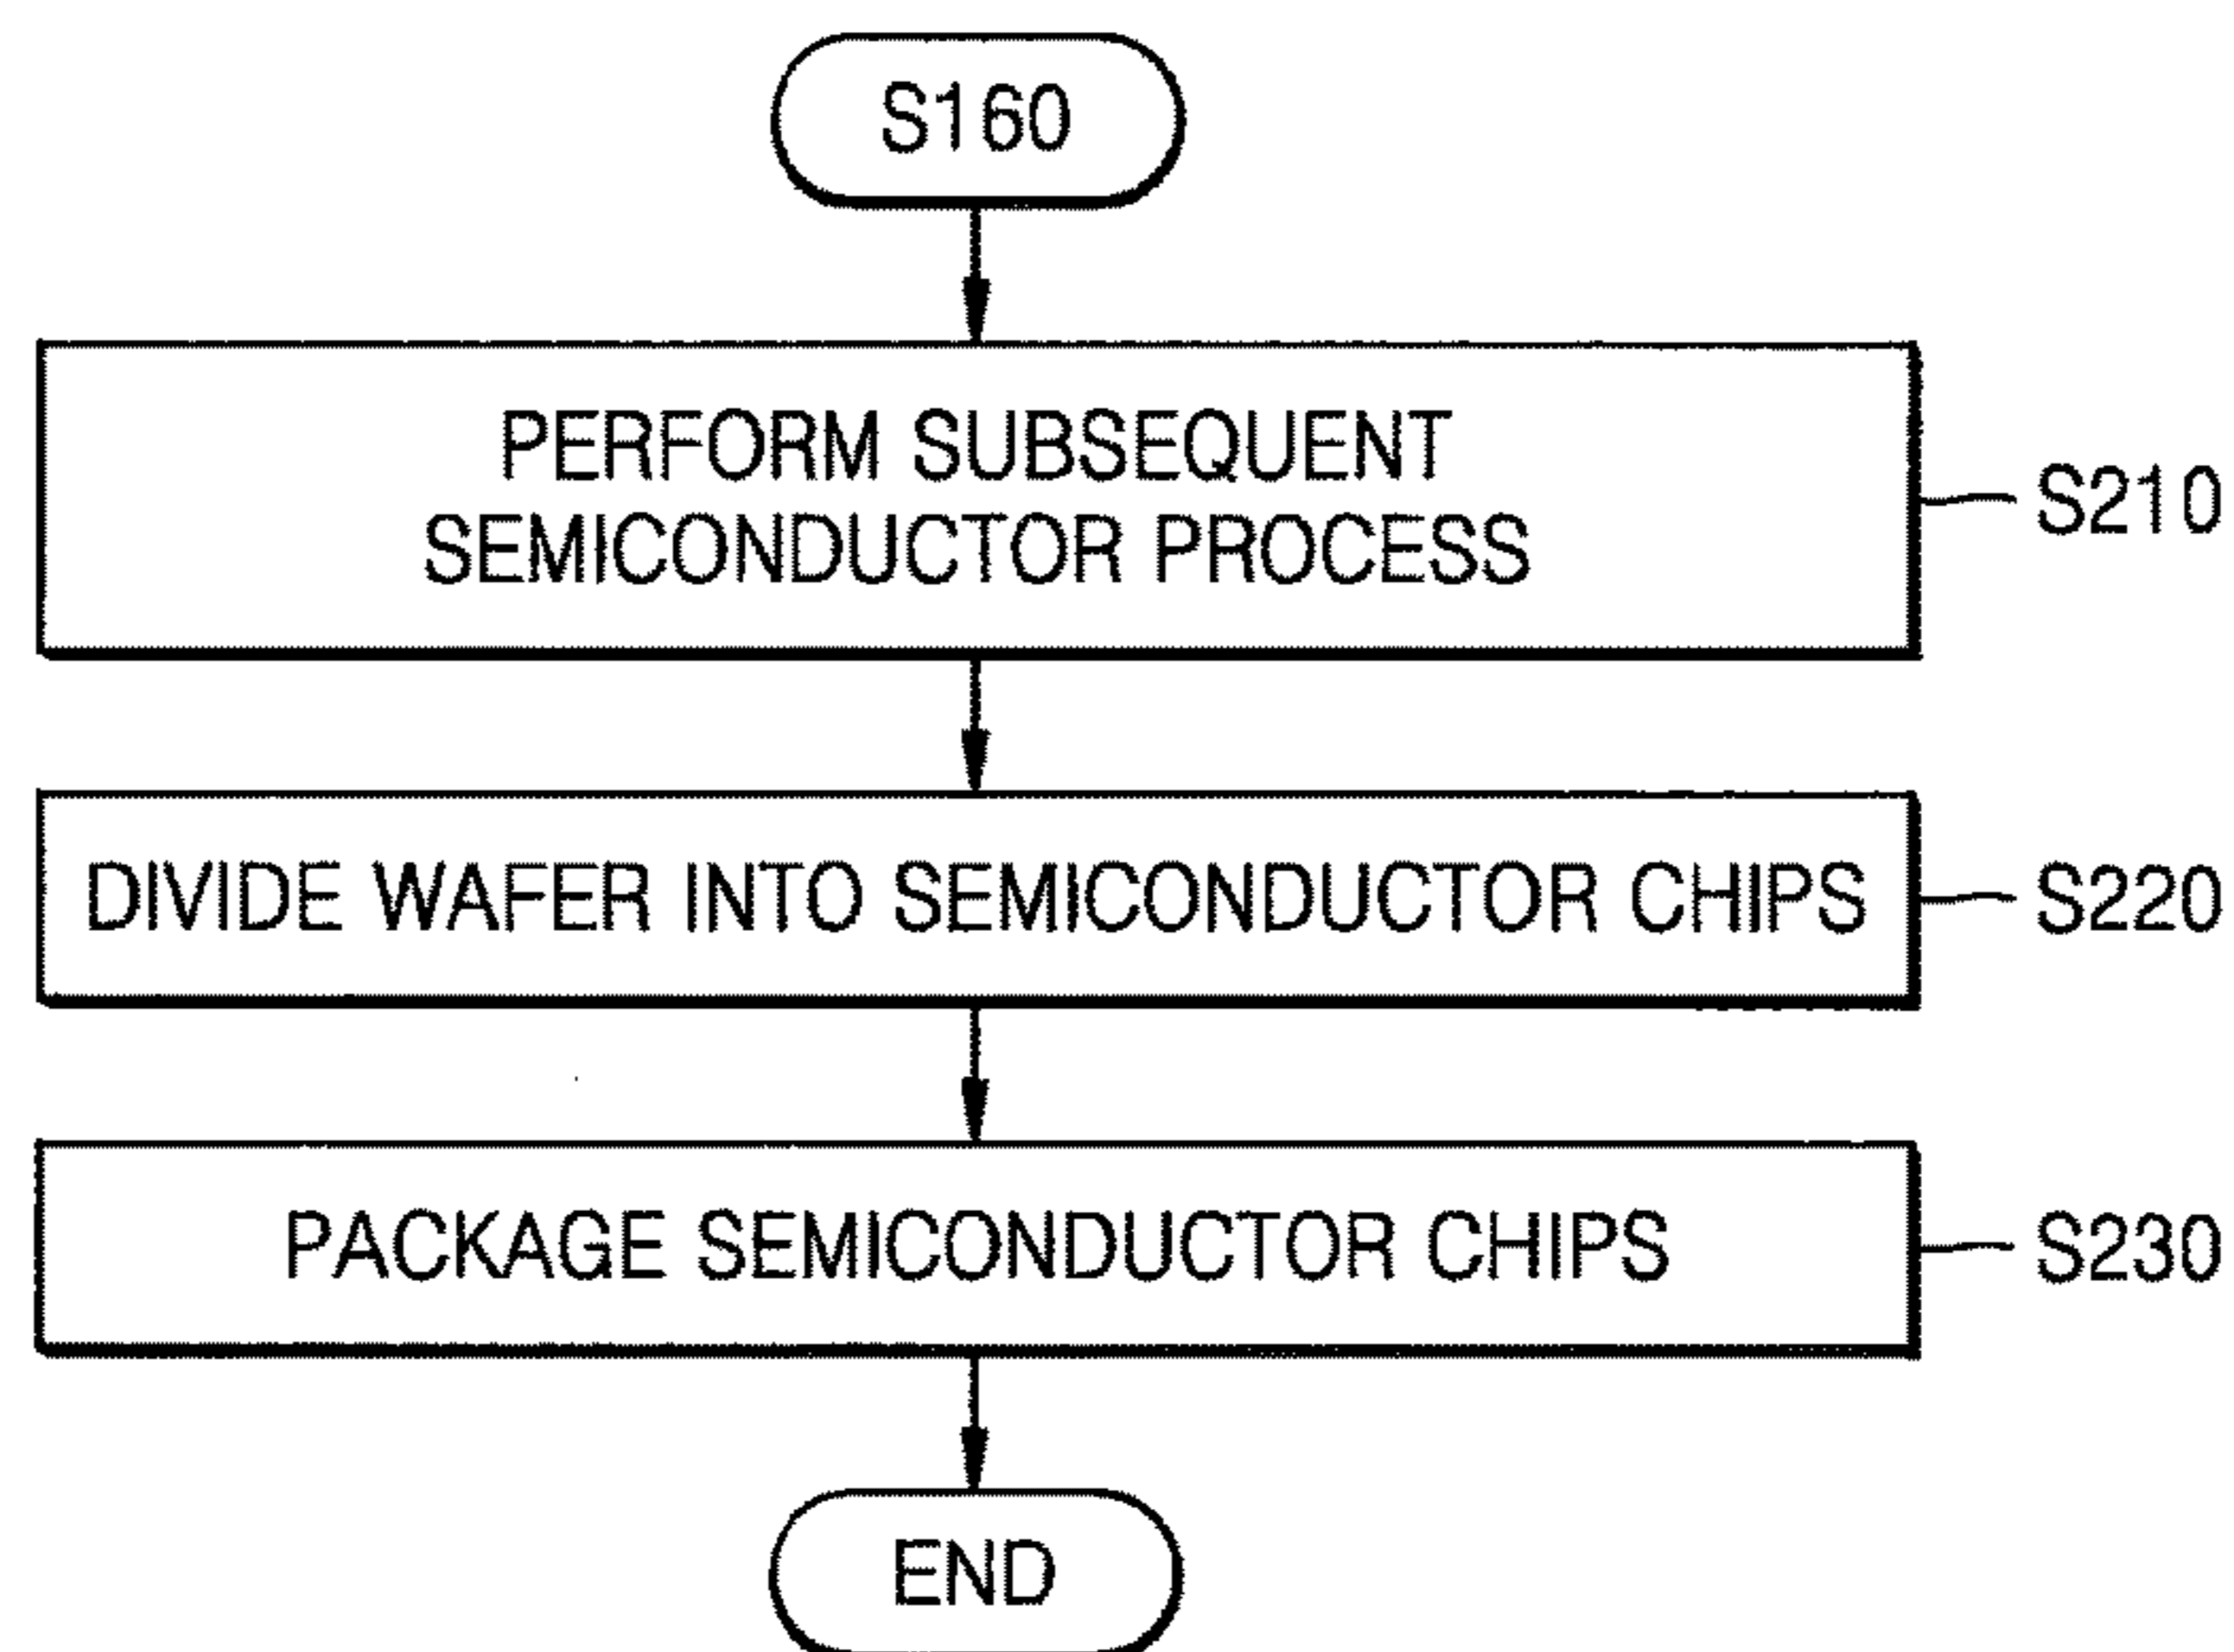 S160
PERFORM SUBSEQUENT
SEMICONDUCTOR PROCESS
S210
DIVIDE WAFER INTO SEMICONDUCTOR CHIPS
S220
PACKAGE SEMICONDUCTOR CHIPS
S230
END